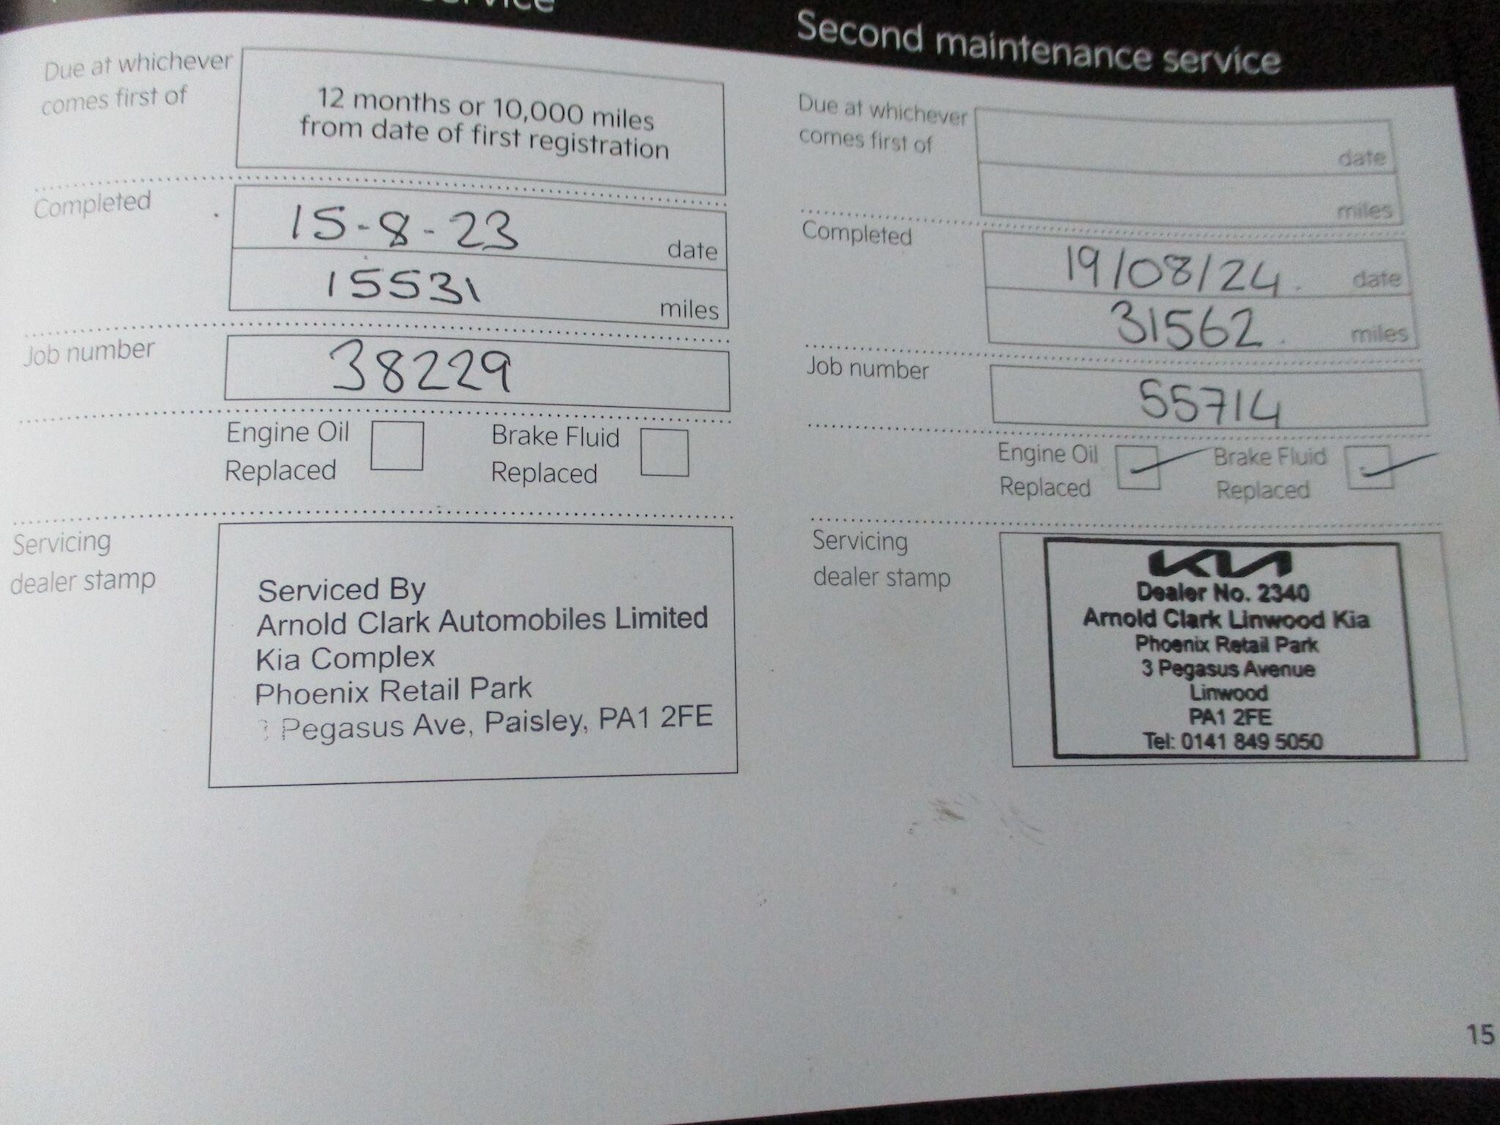 service
Due at whichever
comes first of
12 months or 10,000 miles
from date of first registration
Completed
15-8-23
date
15531
miles
Job number
38229
Engine Oil
Replaced
Brake Fluid
Replaced
Servicing
dealer stamp
Serviced By
Arnold Clark Automobiles Limited
Kia Complex
Phoenix Retail Park
Pegasus Ave, Paisley, PA1 2FE
Second maintenance service
Due at whichever
comes first of
date
miles
Completed
19/08/24.
date
31562.
miles
Job number
55714
Engine Oil
Replaced
Brake Fluid
Replaced
Servicing
dealer stamp
KIA
Dealer No. 2340
Arnold Clark Linwood Kia
Phoenix Retail Park
3 Pegasus Avenue
Linwood
PA1 2FE
Tel: 0141 849 5050
15